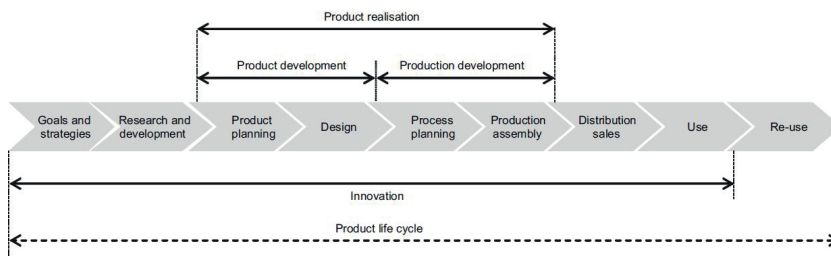 Product realisation
Product development
Production development
Goals and
strategies
Research and
development
Product
planning
Design
Process
planning
Production
assembly
Distribution
sales
Use
Re-use
Innovation
Product life cycle